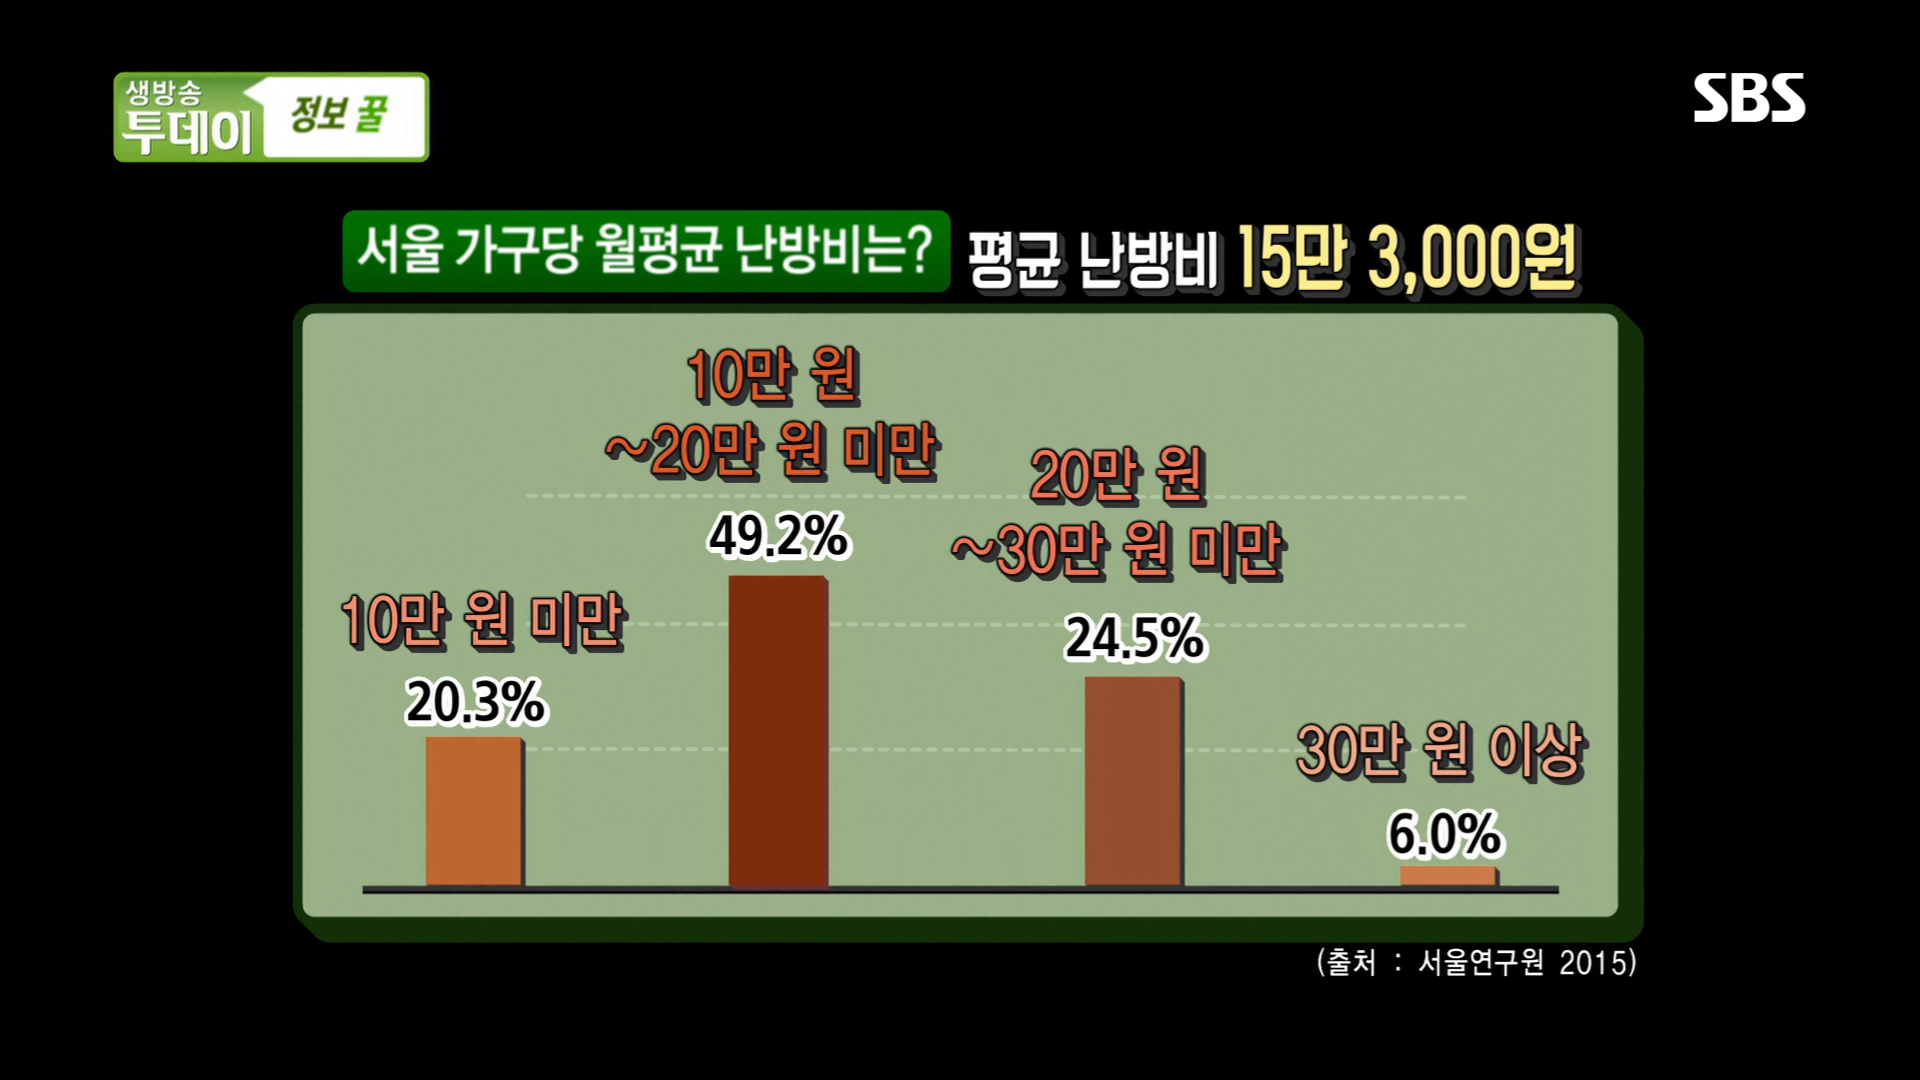 생방송
투데이
정보 꿀
SBS
서울 가구당 월평균 난방비는?
평균 난방비 15만 3,000원
10만 원 미만
20.3%
10만 원
~20만 원 미만
49.2%
20만 원
~30만 원 미만
24.5%
30만 원 이상
6.0%
(출처 : 서울연구원 2015)